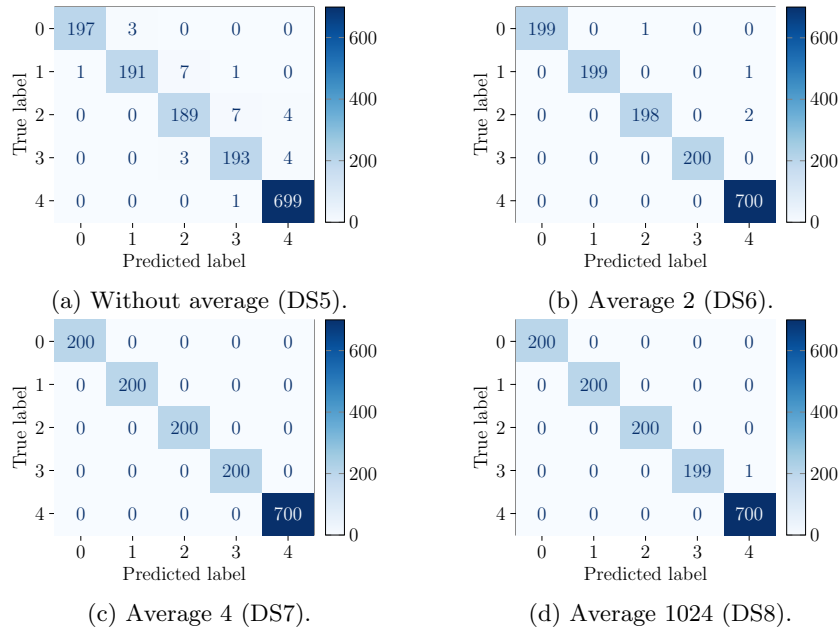 0 197 3 0 0 0
1 1 191 7 1 0
2 0 0 189 7 4
3 0 0 3 193 4
4 0 0 0 1 699
0 1 2 3 4
Predicted label
True label
600
400
200
0
(a) Without average (DS5).
0 199 0 1 0 0
1 0 199 0 0 1
2 0 0 198 0 2
3 0 0 0 200 0
4 0 0 0 0 700
0 1 2 3 4
Predicted label
True label
600
400
200
0
(b) Average 2 (DS6).
0 200 0 0 0 0
1 0 200 0 0 0
2 0 0 200 0 0
3 0 0 0 200 0
4 0 0 0 0 700
0 1 2 3 4
Predicted label
True label
600
400
200
0
(c) Average 4 (DS7).
0 200 0 0 0 0
1 0 200 0 0 0
2 0 0 200 0 0
3 0 0 0 199 1
4 0 0 0 0 700
0 1 2 3 4
Predicted label
True label
600
400
200
0
(d) Average 1024 (DS8).